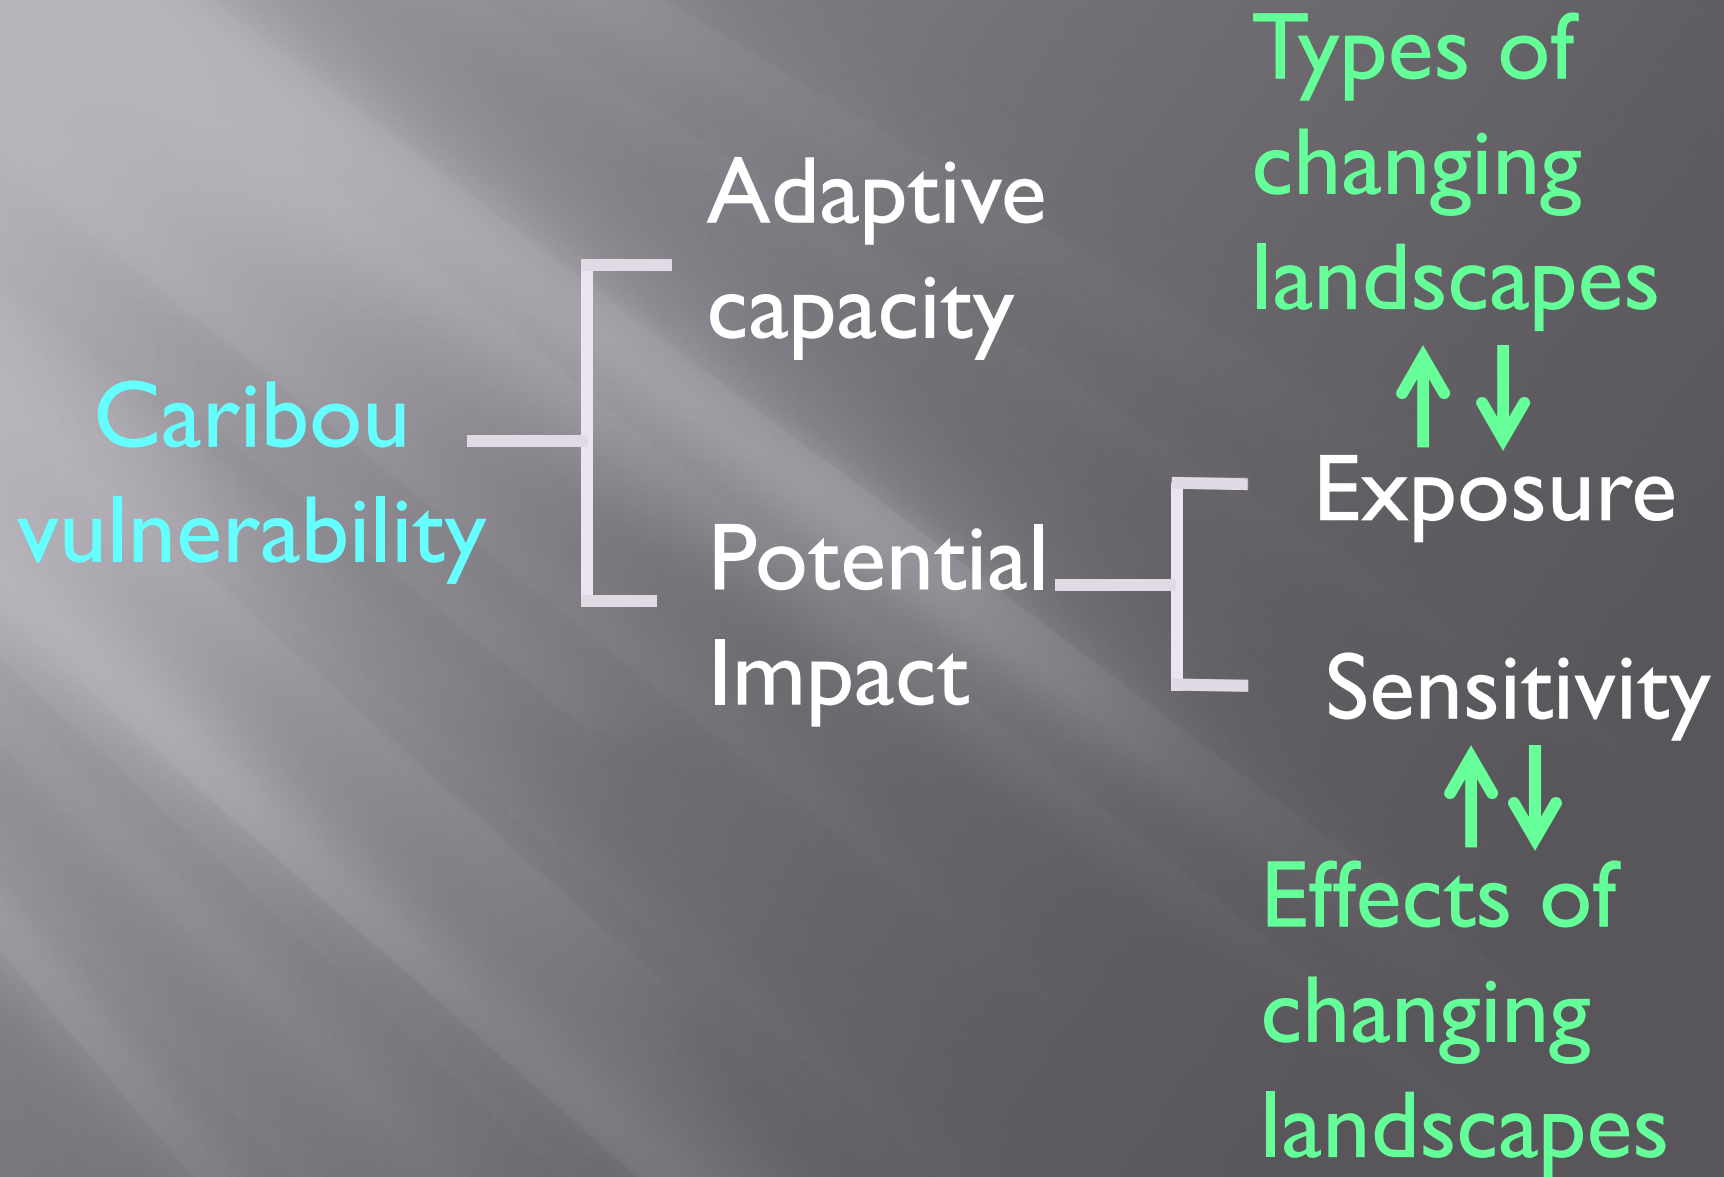 Caribou
vulnerability
Adaptive
capacity
Potential
Impact
Types of
changing
landscapes
Exposure
Sensitivity
Effects of
changing
landscapes